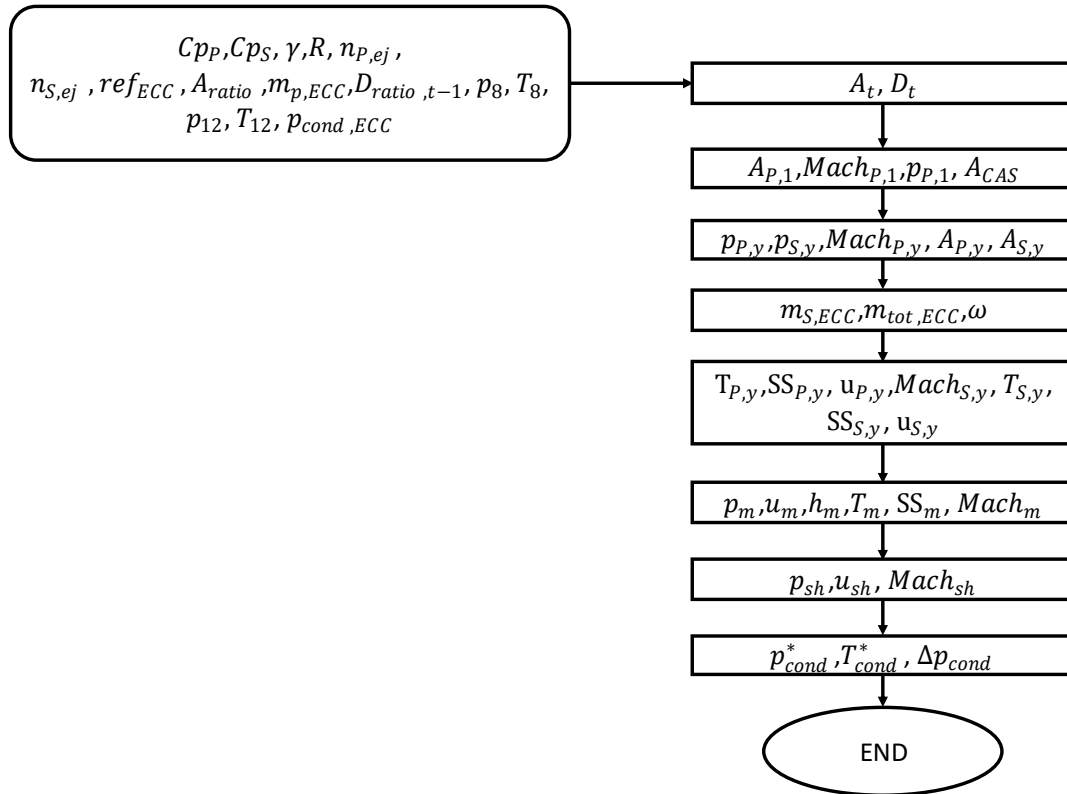 Cp_P,Cp_S, γ,R, n_{P,ej} ,
n_{S,ej} , ref_{ECC} , A_{ratio} ,m_{p,ECC},D_{ratio ,t−1}, p_8, T_8,
p_{12}, T_{12}, p_{cond ,ECC}
A_t, D_t
A_{P,1},Mach_{P,1},p_{P,1}, A_{CAS}
p_{P,y},p_{S,y},Mach_{P,y}, A_{P,y}, A_{S,y}
m_{S,ECC},m_{tot ,ECC},ω
T_{P,y},SS_{P,y}, u_{P,y},Mach_{S,y}, T_{S,y},
SS_{S,y}, u_{S,y}
p_m,u_m,h_m,T_m, SS_m, Mach_m
p_{sh},u_{sh}, Mach_{sh}
p^*_{cond} ,T^*_{cond} , Δp_{cond}
END